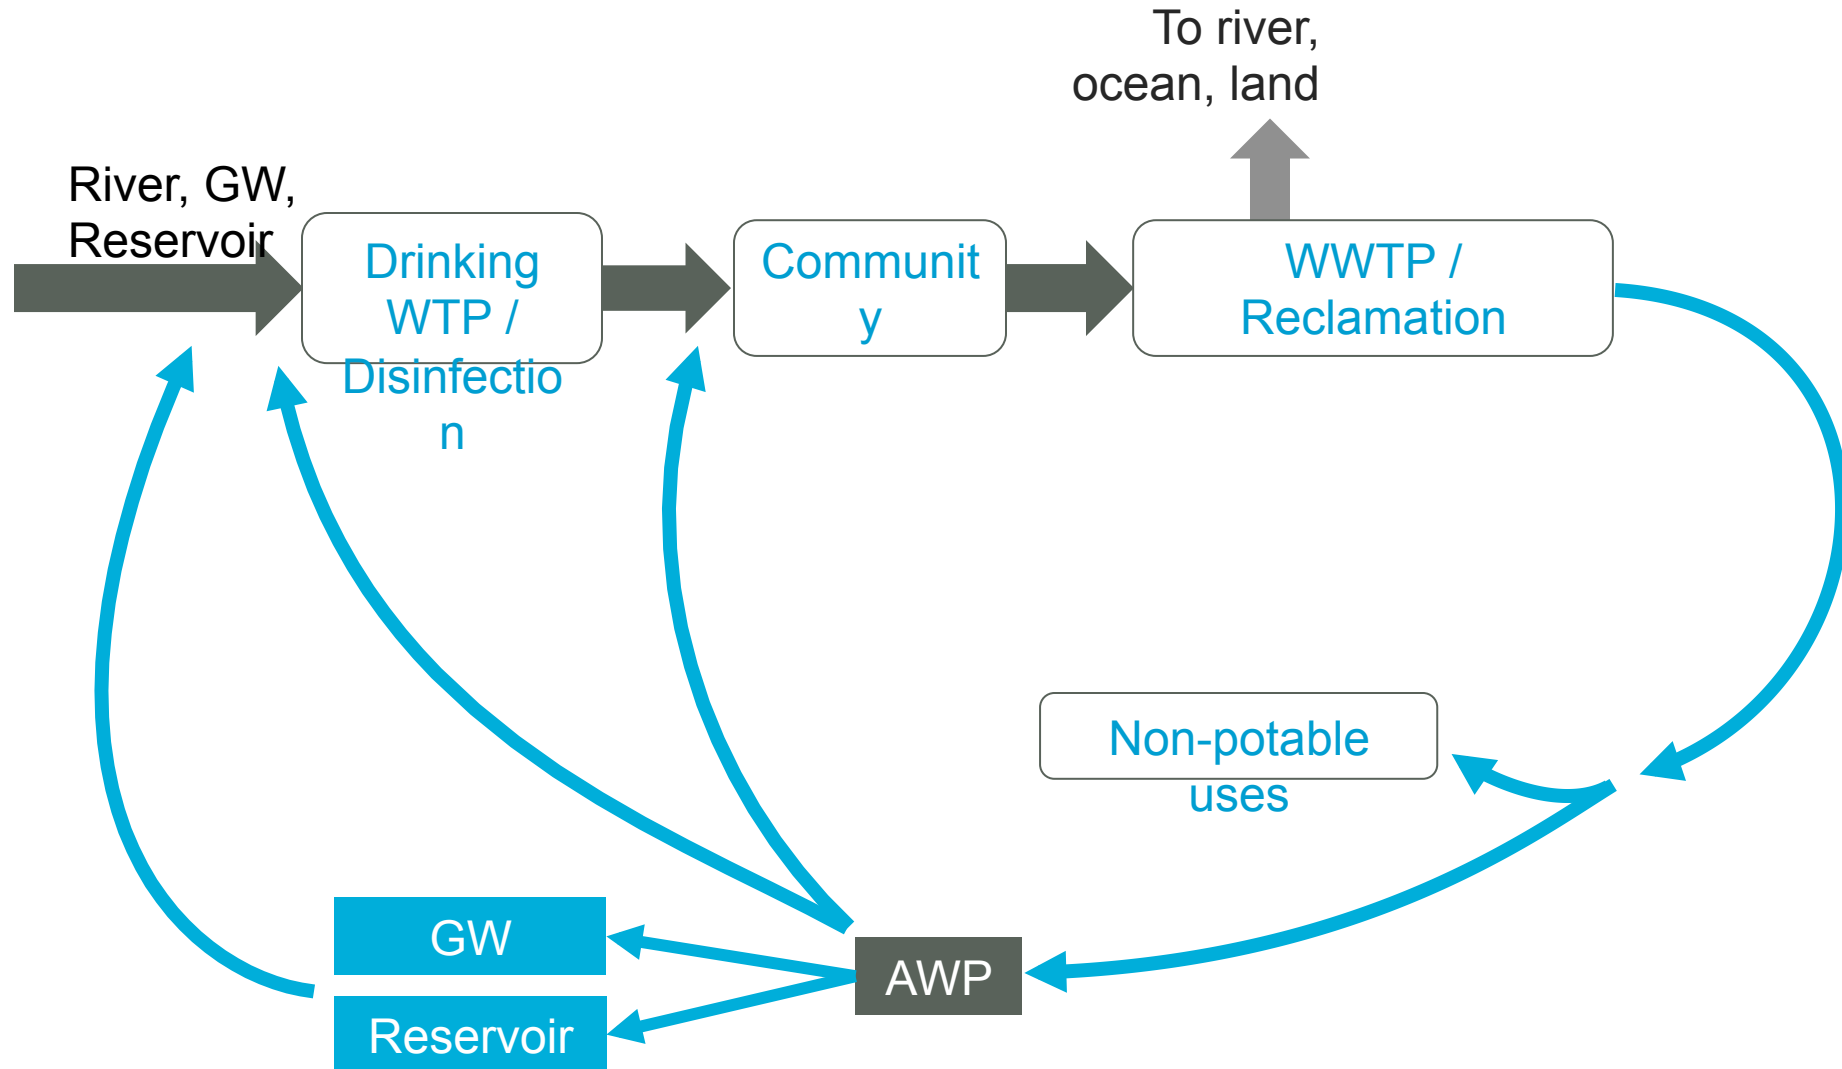 To river,
ocean, land
River, GW,
Reservoir
Drinking
WTP /
Disinfectio
n
Communit
y
WWTP /
Reclamation
Non-potable
uses
GW
AWP
Reservoir